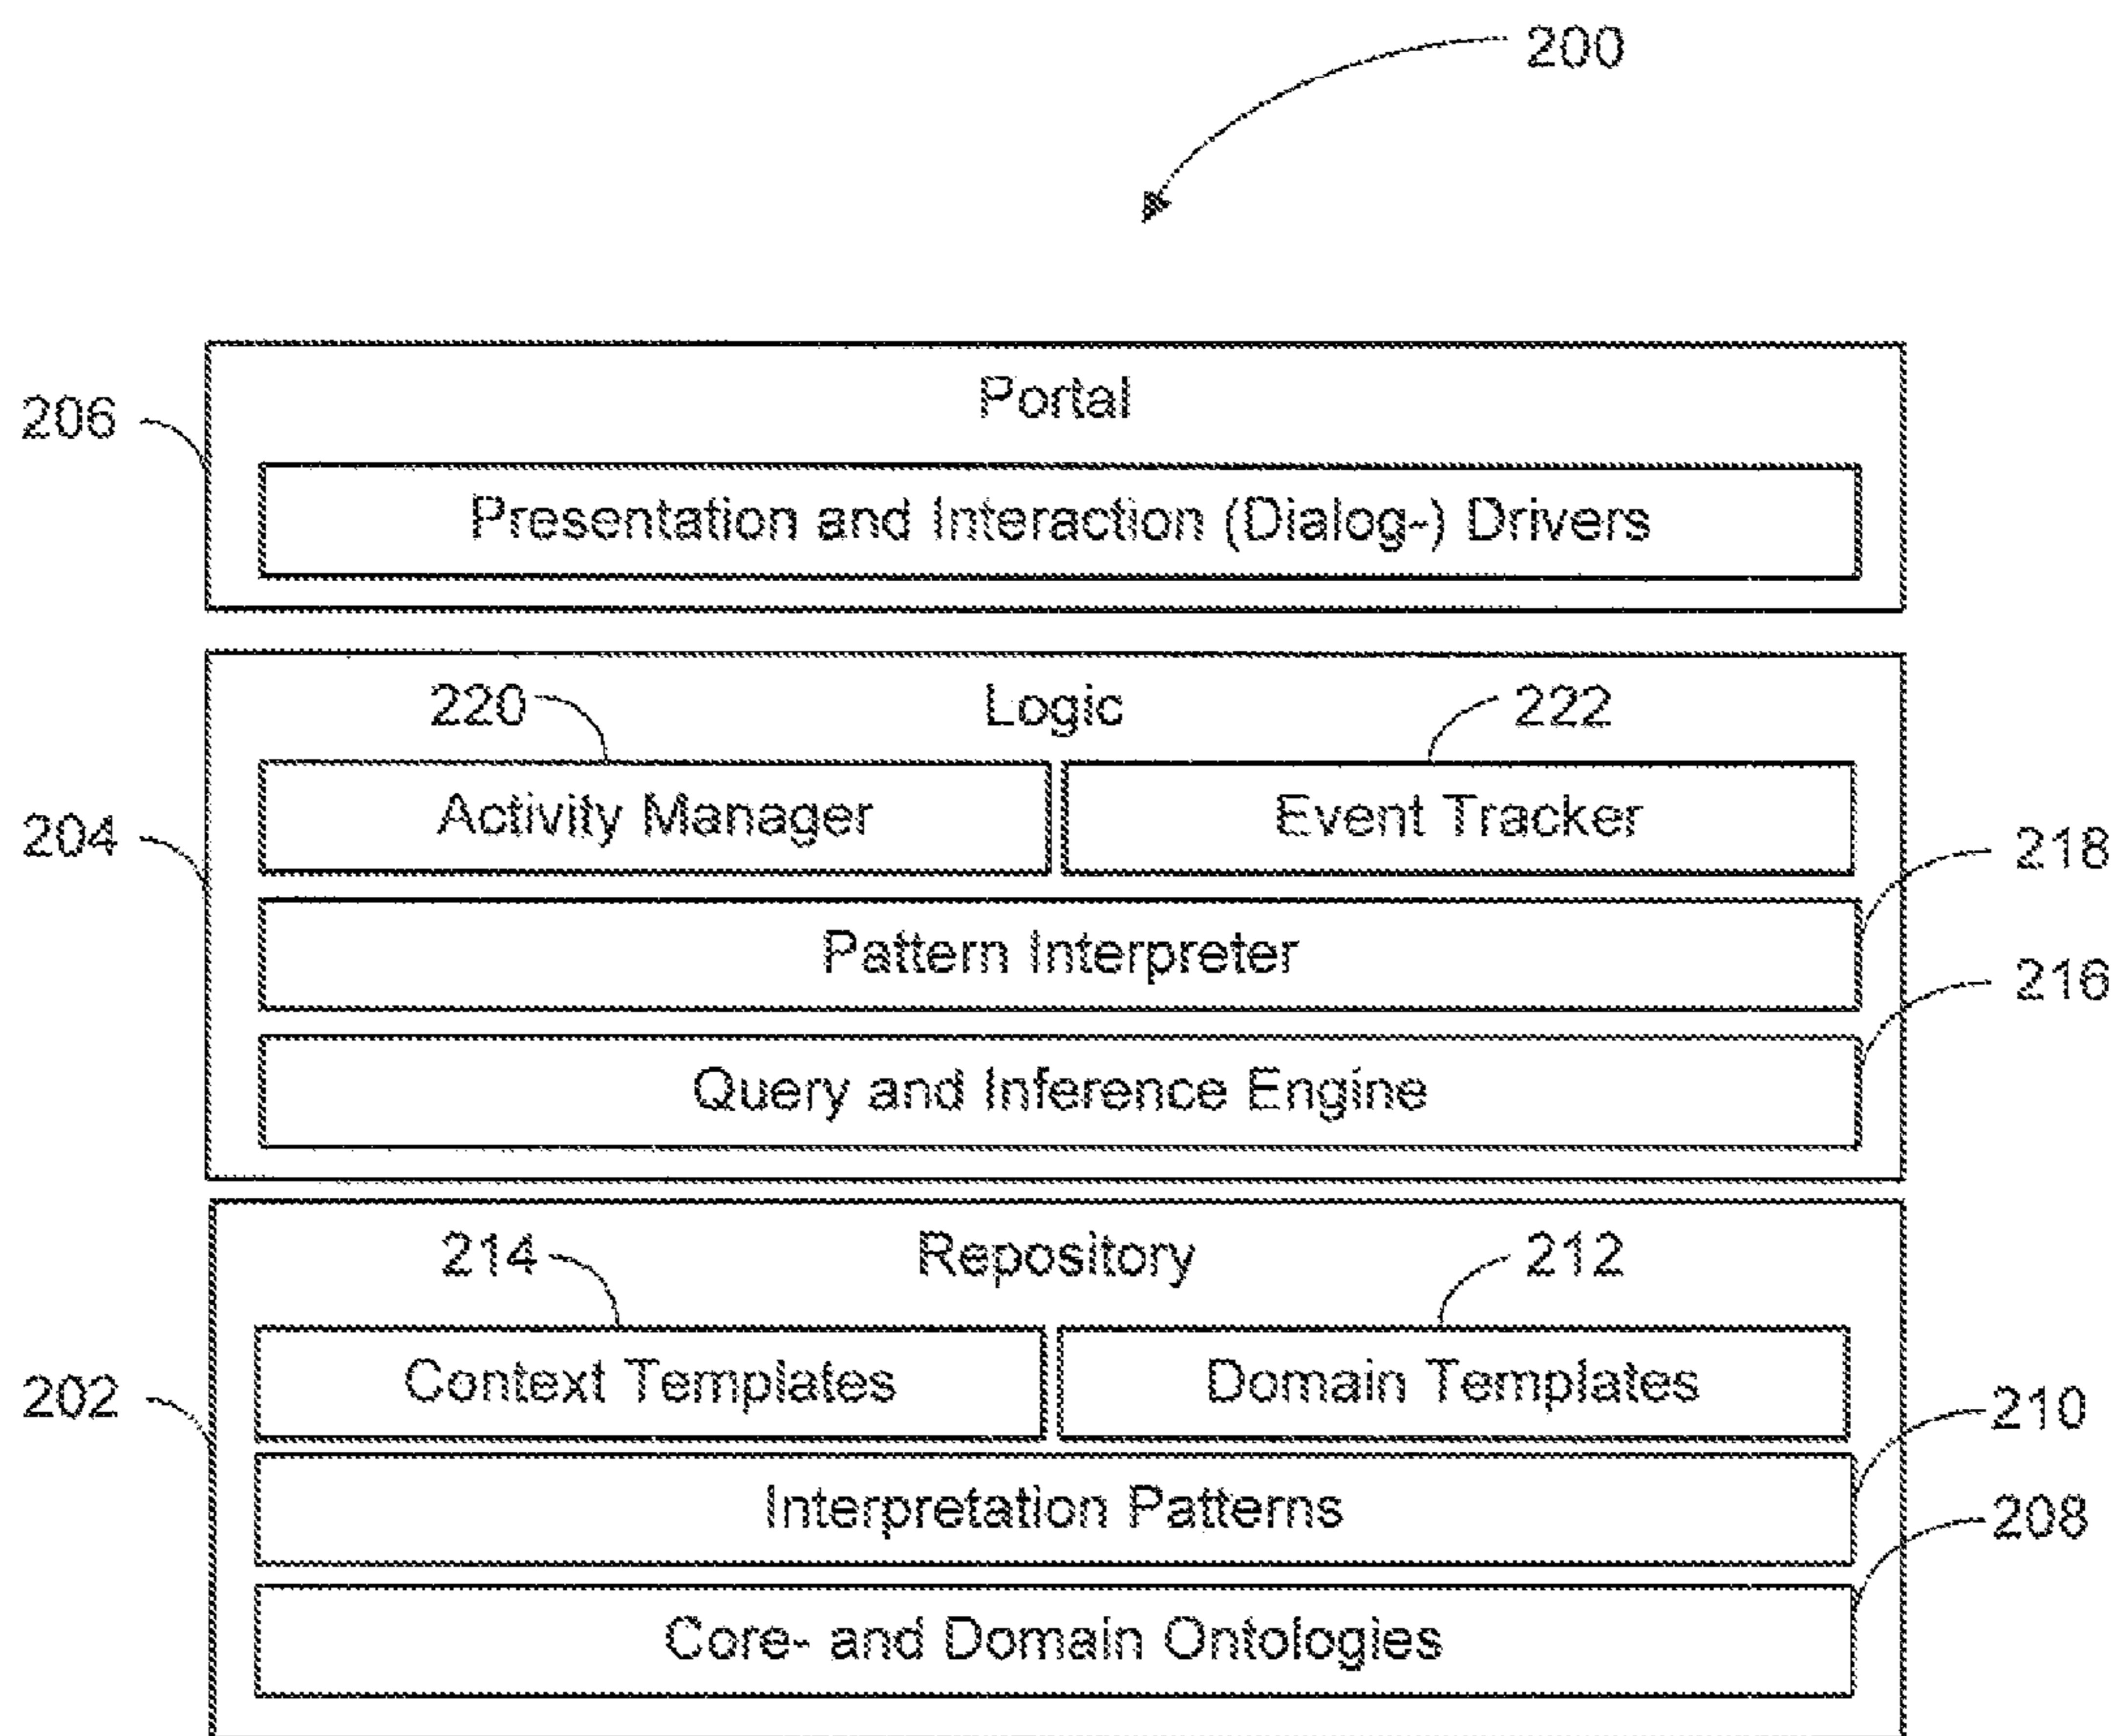 200
Portal
206
Presentation and Interaction (Dialog-) Drivers
220 Logic 222
Activity Manager Event Tracker
204 218
Pattern Interpreter
216
Query and Inference Engine
214 Repository 212
Context Templates Domain Templates
202 210
Interpretation Patterns
208
Core- and Domain Ontologies